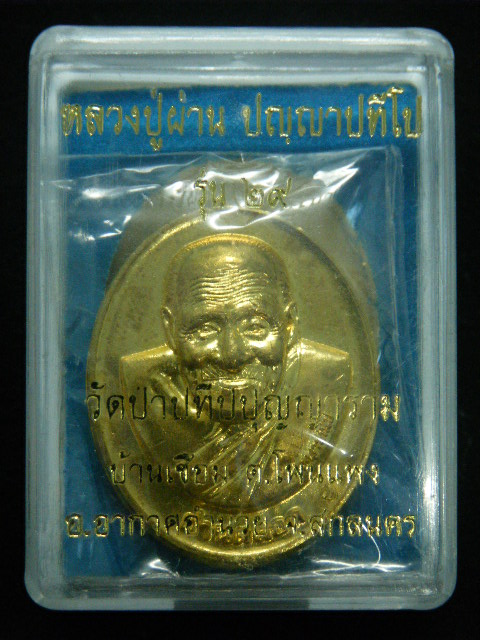 หลวงปู่ผ่าน ปญฺญาปทีโป
รุ่น ๒๙
วัดป่าปทีปปุญญาราม
บ้านเซือม ต.โพนแพง
อ.อากาศอำนวย จ.สกลนคร